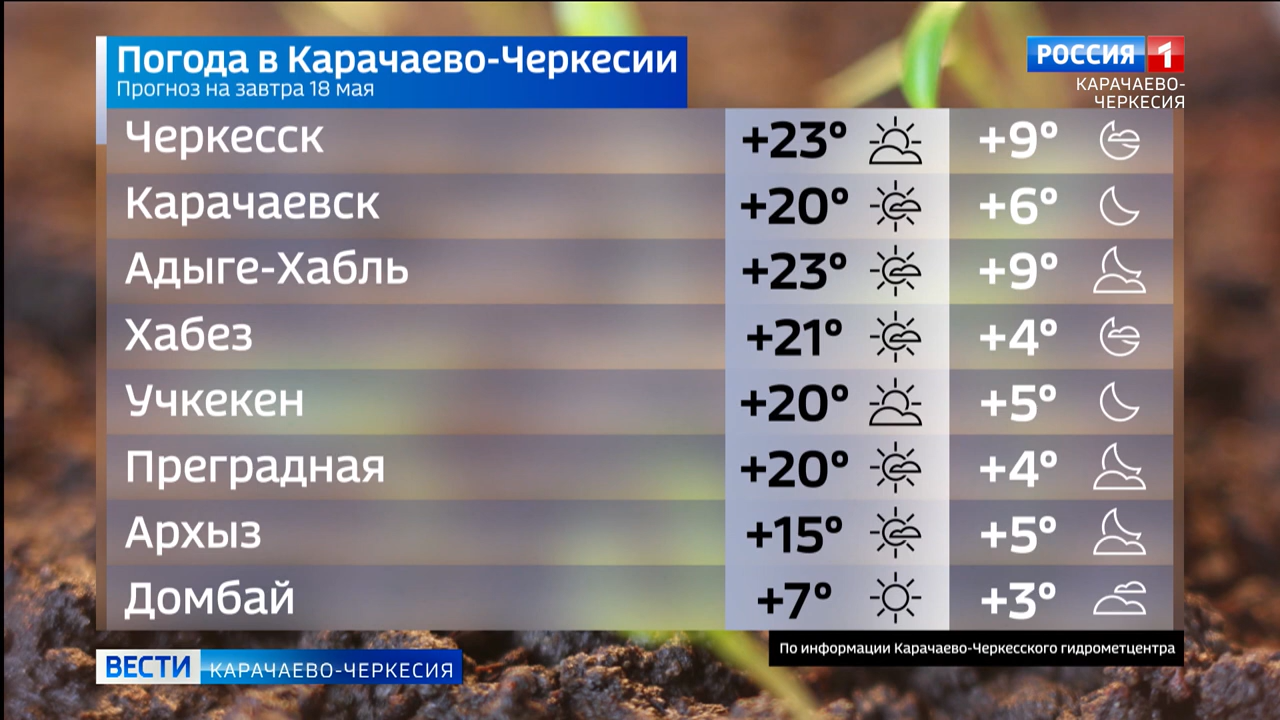 Погода в Карачаево-Черкесии
Прогноз на завтра 18 мая
РОССИЯ 1
КАРАЧАЕВО-
ЧЕРКЕСИЯ
Черкесск +23° +9°
Карачаевск +20° +6°
Адыге-Хабль +23° +9°
Хабез +21° +4°
Учкекен +20° +5°
Преградная +20° +4°
Архыз +15° +5°
Домбай +7° +3°
По информации Карачаево-Черкесского гидрометцентра
ВЕСТИ КАРАЧАЕВО-ЧЕРКЕСИЯ